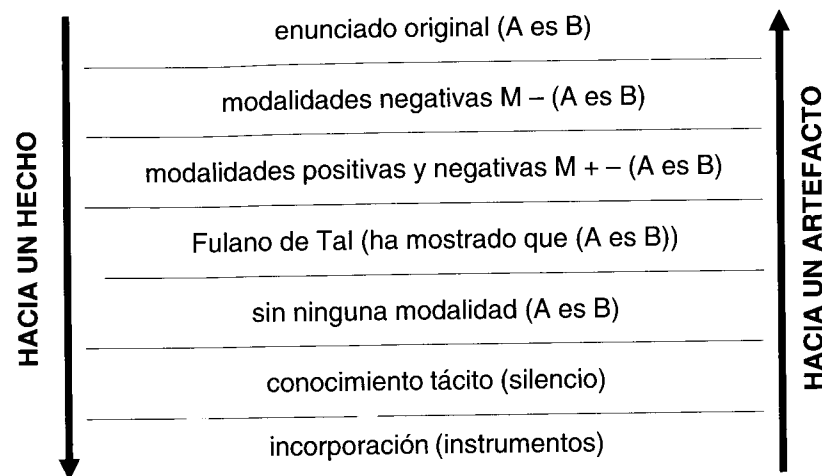 HACIA UN HECHO
enunciado original (A es B)
modalidades negativas M – (A es B)
modalidades positivas y negativas M + – (A es B)
Fulano de Tal (ha mostrado que (A es B))
sin ninguna modalidad (A es B)
conocimiento tácito (silencio)
incorporación (instrumentos)
HACIA UN ARTEFACTO